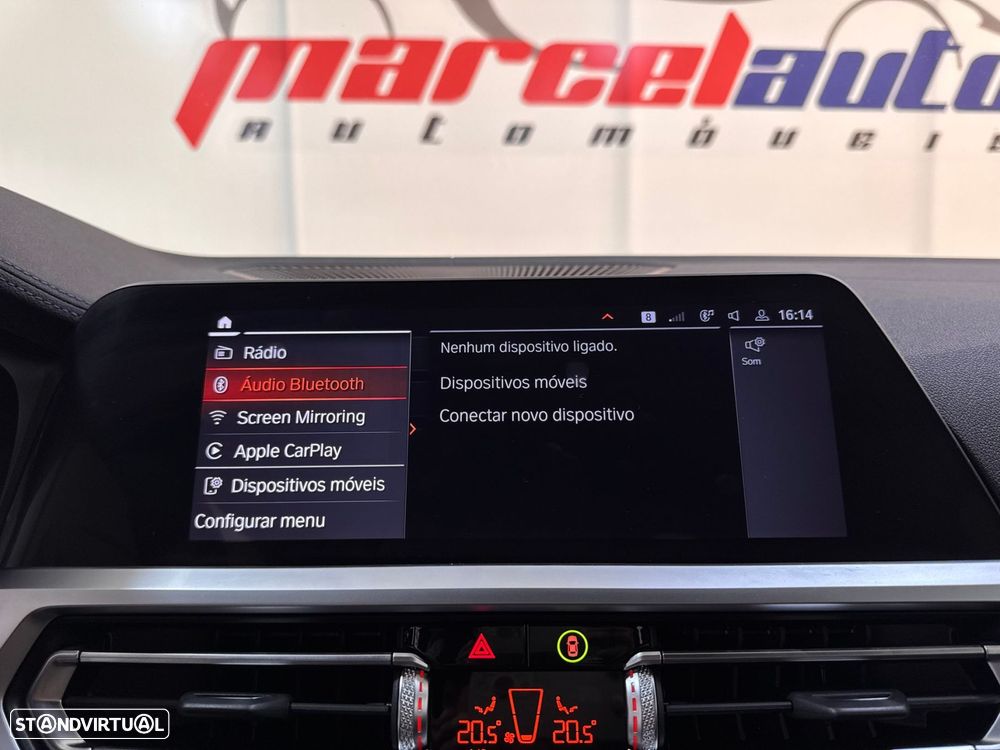 marcelauto
automóveis
8
16:14
Rádio
Áudio Bluetooth
Screen Mirroring
Apple CarPlay
Dispositivos móveis
Configurar menu
Nenhum dispositivo ligado.
Dispositivos móveis
Conectar novo dispositivo
Som
20.5°
20.5°
STANDVIRTUAL